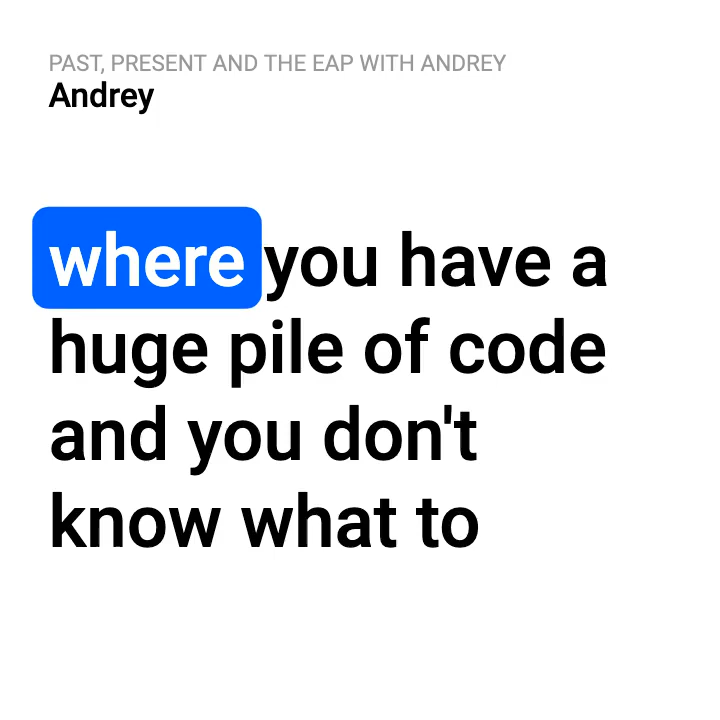 PAST, PRESENT AND THE EAP WITH ANDREY
Andrey
where you have a
huge pile of code
and you don't
know what to